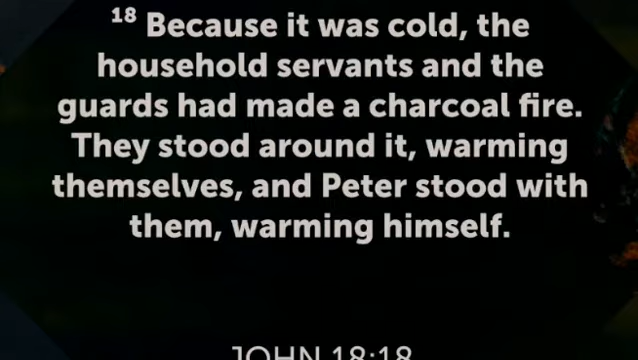 18 Because it was cold, the
household servants and the
guards had made a charcoal fire.
They stood around it, warming
themselves, and Peter stood with
them, warming himself.
JOHN 18:18